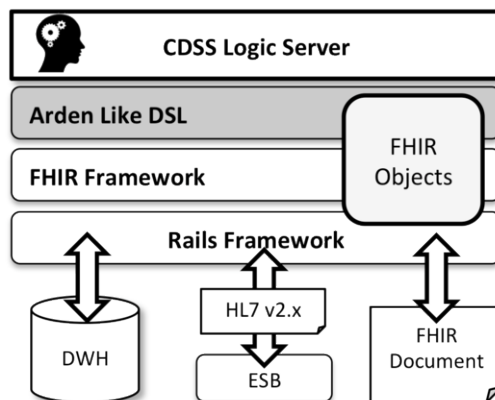 CDSS Logic Server
Arden Like DSL
FHIR
Objects
FHIR Framework
Rails Framework
HL7 v2.x
DWH
ESB
FHIR
Document